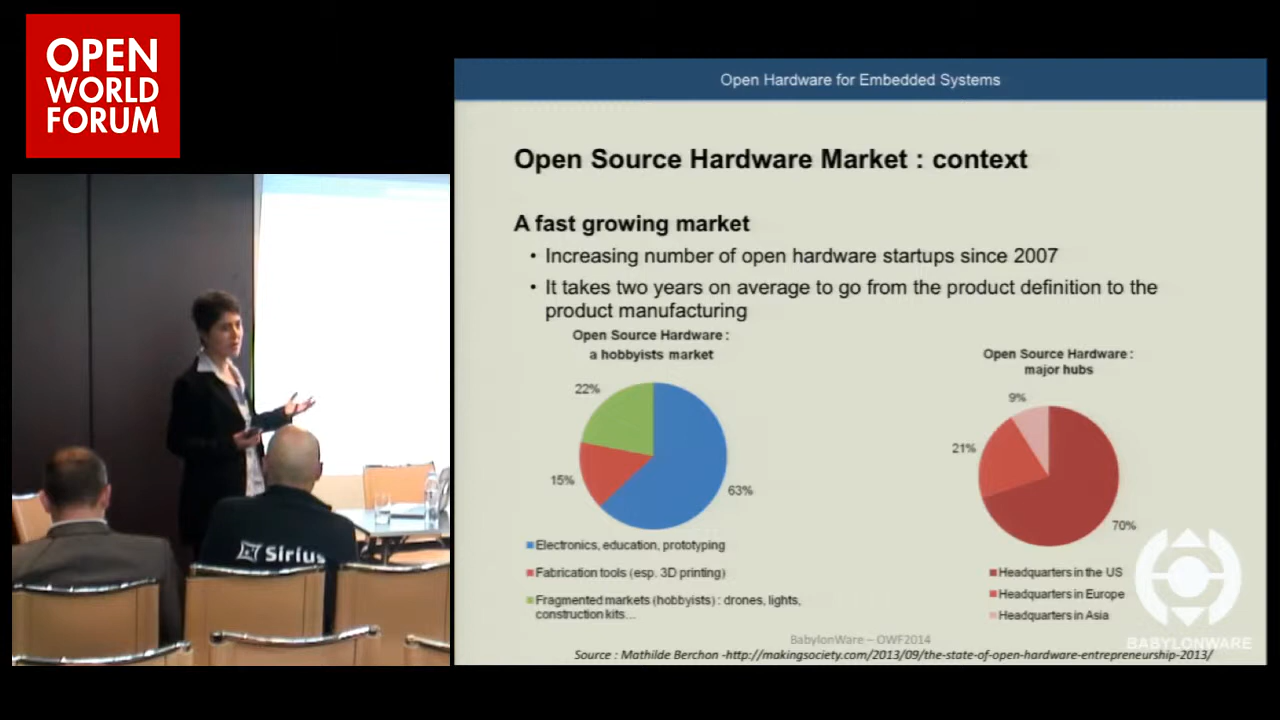 OPEN
WORLD
FORUM
Open Hardware for Embedded Systems
Open Source Hardware Market : context
A fast growing market
• Increasing number of open hardware startups since 2007
• It takes two years on average to go from the product definition to the
product manufacturing
Open Source Hardware :
a hobbyists market
22%
15%
63%
Electronics, education, prototyping
Fabrication tools (esp. 3D printing)
Fragmented markets (hobbyists) : drones, lights,
construction kits...
Open Source Hardware :
major hubs
9%
21%
70%
Headquarters in the US
Headquarters in Europe
Headquarters in Asia
BabylonWare – OWF2014
Source : Mathilde Berchon -http://makingsociety.com/2013/09/the-state-of-open-hardware-entrepreneurship-2013/
BABYLONWARE
Sirius